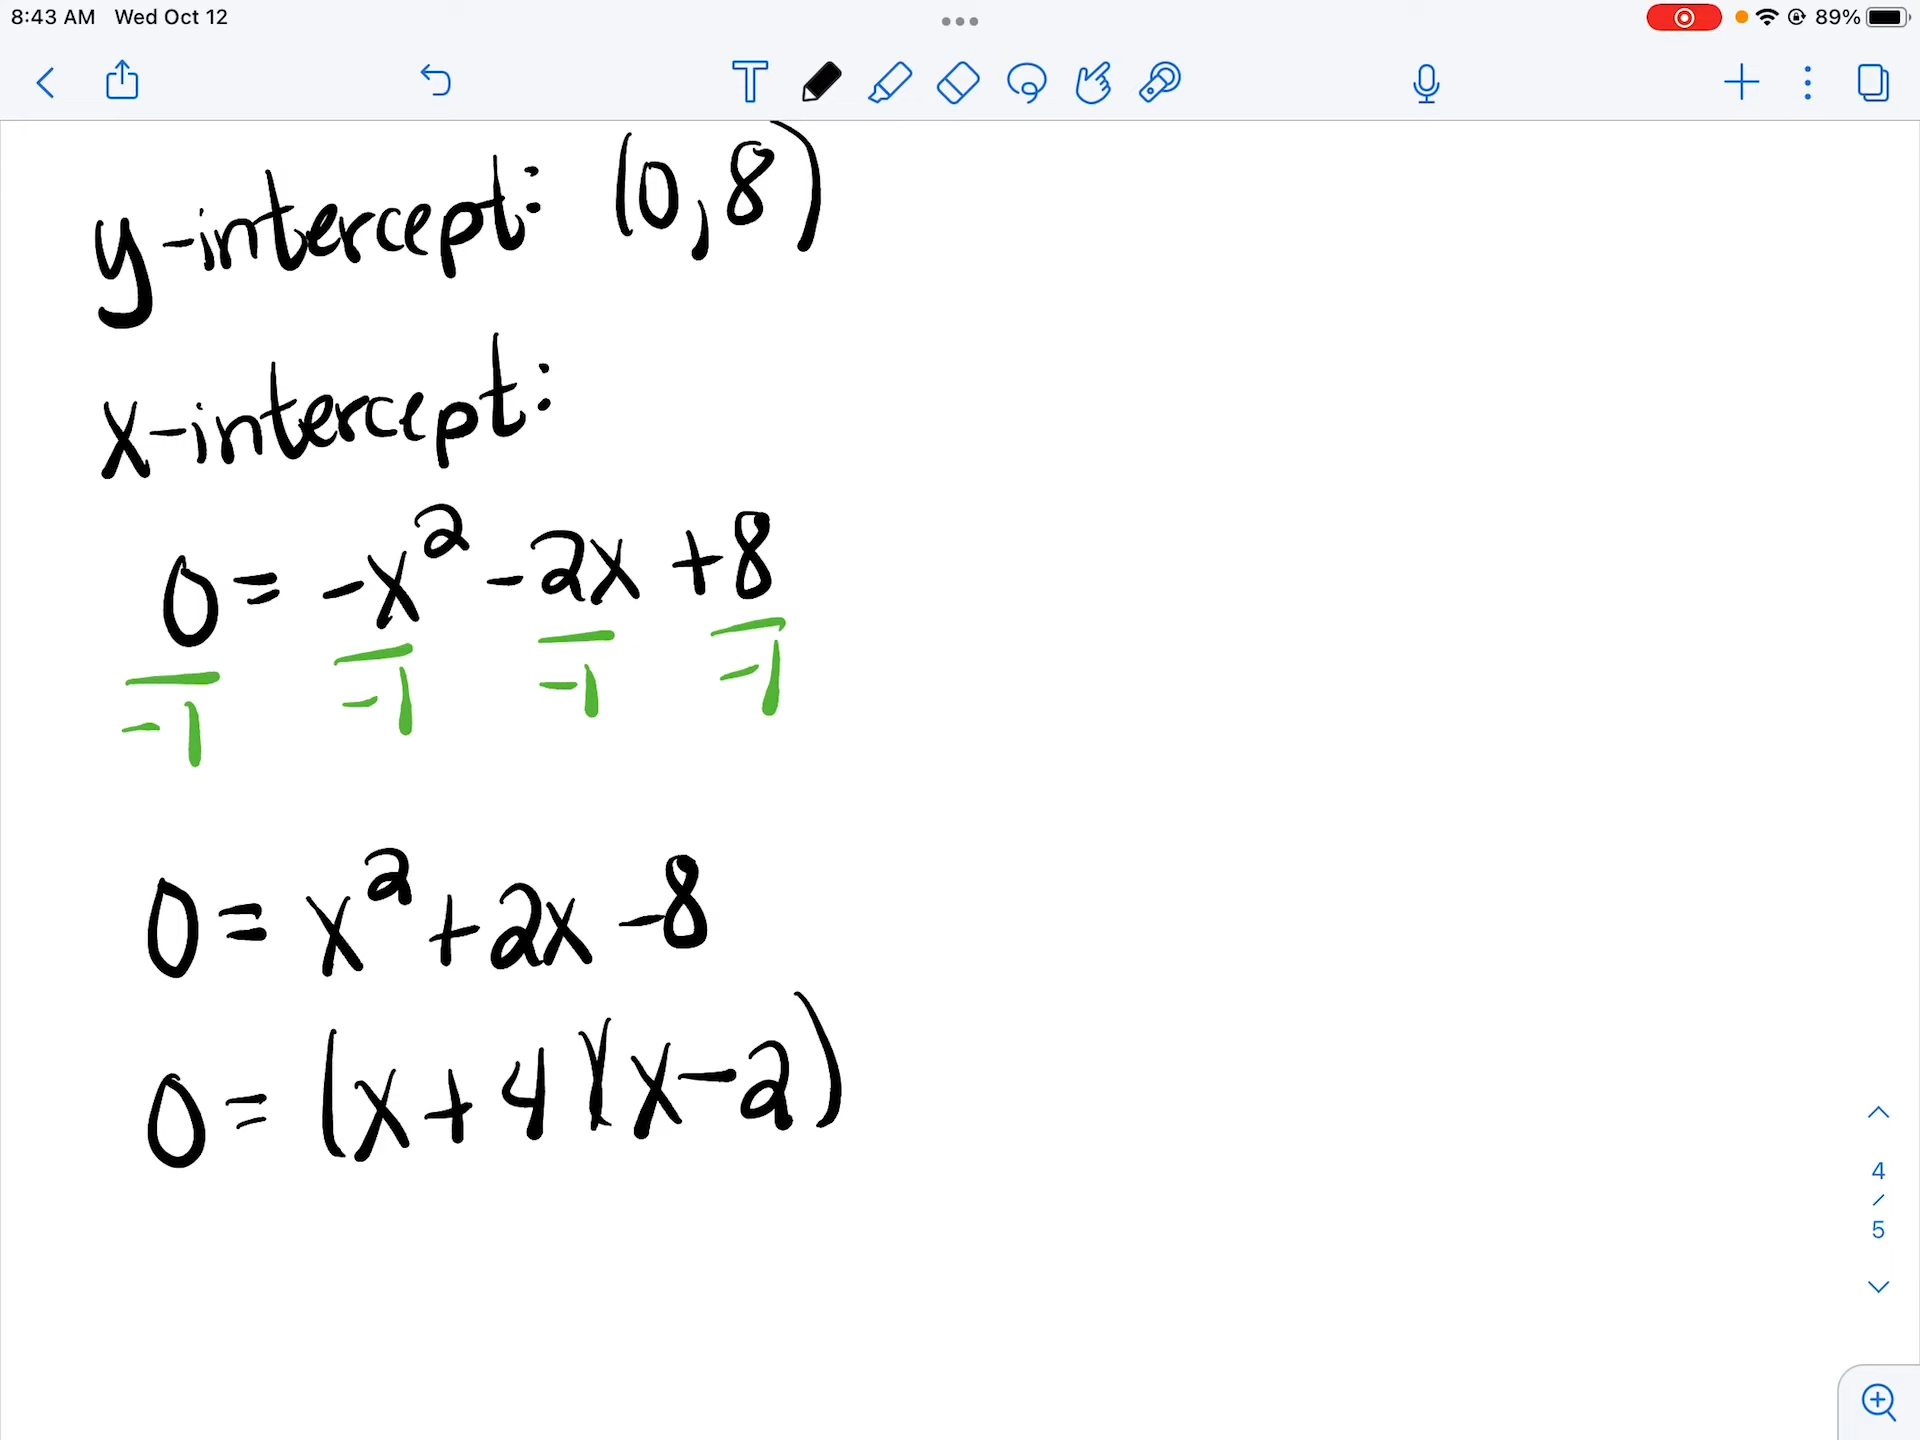 8:43 AM Wed Oct 12 89%
y-intercept: (0,8)
x-intercept:
0 = -x² - 2x + 8
-1 -1 -1 -1
0 = x² + 2x - 8
0 = (x + 4)(x - 2)
4
/
5